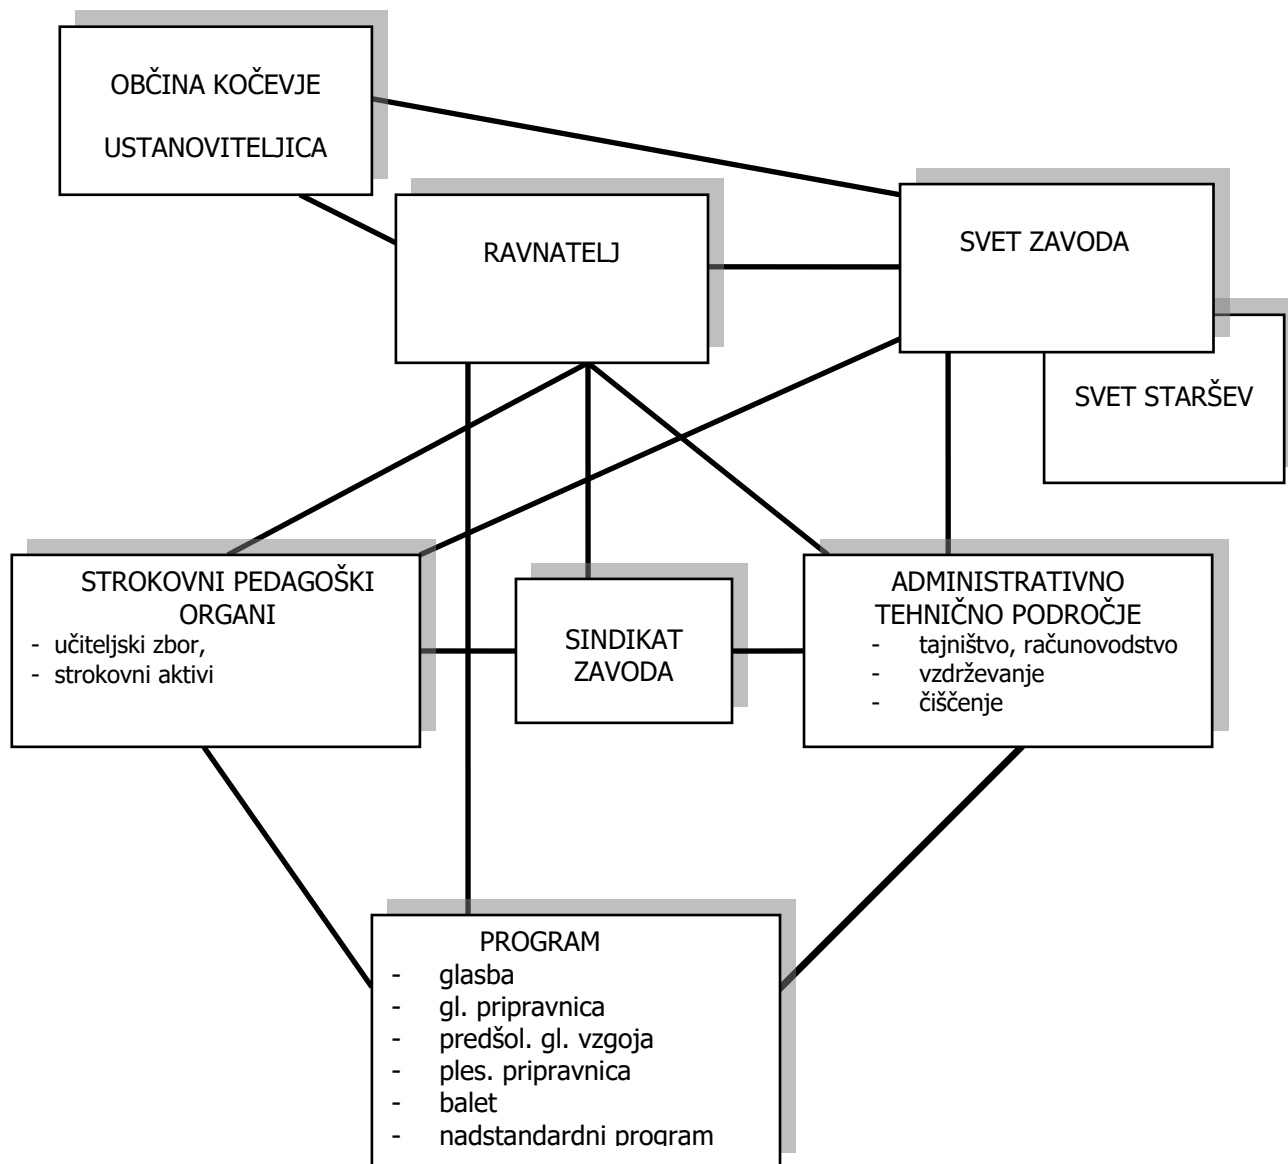 OBČINA KOČEVJE
USTANOVITELJICA
RAVNATELJ
SVET ZAVODA
SVET STARŠEV
STROKOVNI PEDAGOŠKI
ORGANI
- učiteljski zbor,
- strokovni aktivi
SINDIKAT
ZAVODA
ADMINISTRATIVNO
TEHNIČNO PODROČJE
- tajništvo, računovodstvo
- vzdrževanje
- čiščenje
PROGRAM
- glasba
- gl. pripravnica
- predšol. gl. vzgoja
- ples. pripravnica
- balet
- nadstandardni program